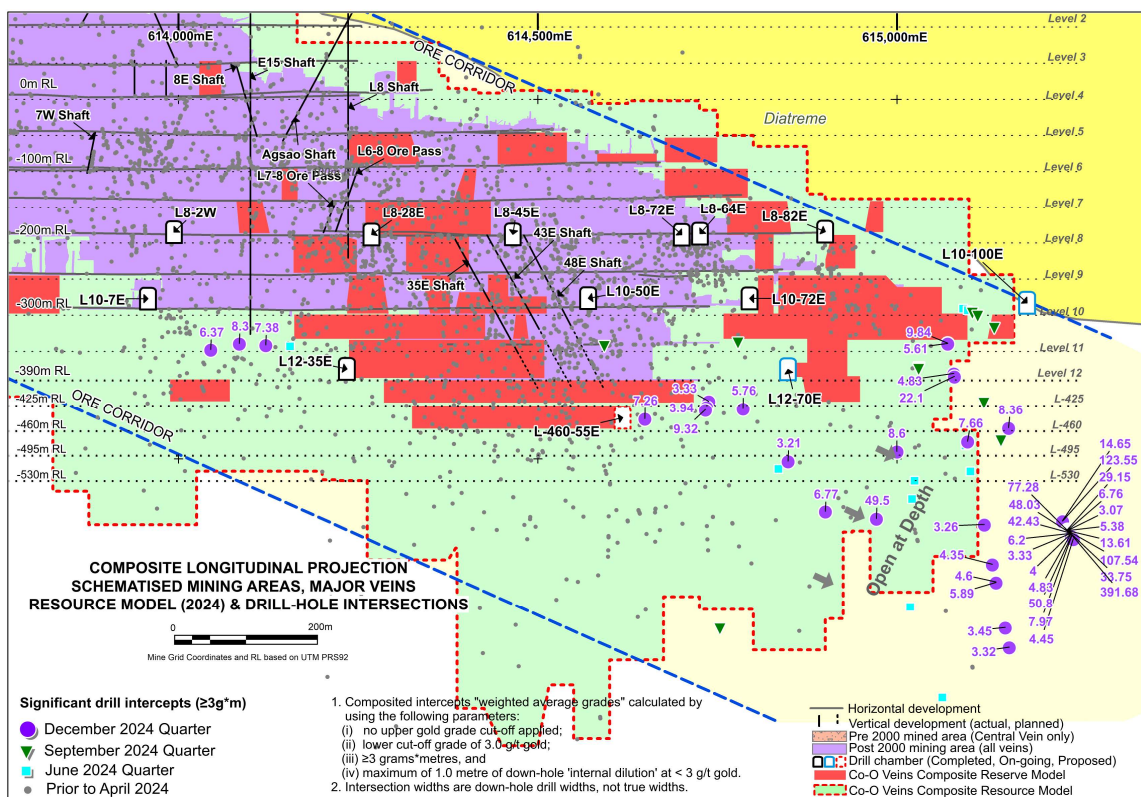 614,000mE
614,500mE
615,000mE
Level 2
ORE CORRIDOR
Level 3
E15 Shaft
8E Shaft
0m RL
L8 Shaft
Level 4
7W Shaft
Diatreme
Level 5
Agsao Shaft
L6-8 Ore Pass
-100m RL
Level 6
L7-8 Ore Pass
Level 7
L8-2W
L8-28E
L8-45E
L8-72E
L8-64E
L8-82E
-200m RL
43E Shaft
Level 8
48E Shaft
L10-100E
35E Shaft
Level 9
L10-7E
L10-50E
L10-72E
-300m RL
Level 10
6.37
8.3
7.38
9.84
5.61
Level 11
L12-35E
-390m RL
4.83
22.1
Level 12
L12-70E
-425m RL
3.33
5.76
L-425
ORE CORRIDOR
7.26
3.94
9.32
8.36
-460m RL
L-460-55E
7.66
L-460
8.6
-495m RL
3.21
L-495
-530m RL
L-530
14.65
123.55
29.15
6.76
3.07
5.38
13.61
107.54
33.75
391.68
77.28
48.03
42.43
6.2
3.33
4
4.83
50.8
7.97
4.45
6.77
49.5
3.26
Open at Depth
4.35
4.6
5.89
3.45
3.32
COMPOSITE LONGITUDINAL PROJECTION
SCHEMATISED MINING AREAS, MAJOR VEINS
RESOURCE MODEL (2024) & DRILL-HOLE INTERSECTIONS
0
200m
Mine Grid Coordinates and RL based on UTM PRS92
Significant drill intercepts (≥3g*m)
December 2024 Quarter
September 2024 Quarter
June 2024 Quarter
Prior to April 2024
1. Composited intercepts "weighted average grades" calculated by
using the following parameters:
(i) no upper gold grade cut-off applied;
(ii) lower cut-off grade of 3.0 g/t gold;
(iii) ≥3 grams*metres, and
(iv) maximum of 1.0 metre of down-hole 'internal dilution' at < 3 g/t gold.
2. Intersection widths are down-hole drill widths, not true widths.
Horizontal development
Vertical development (actual, planned)
Pre 2000 mined area (Central Vein only)
Post 2000 mining area (all veins)
Drill chamber (Completed, On-going, Proposed)
Co-O Veins Composite Reserve Model
Co-O Veins Composite Resource Model